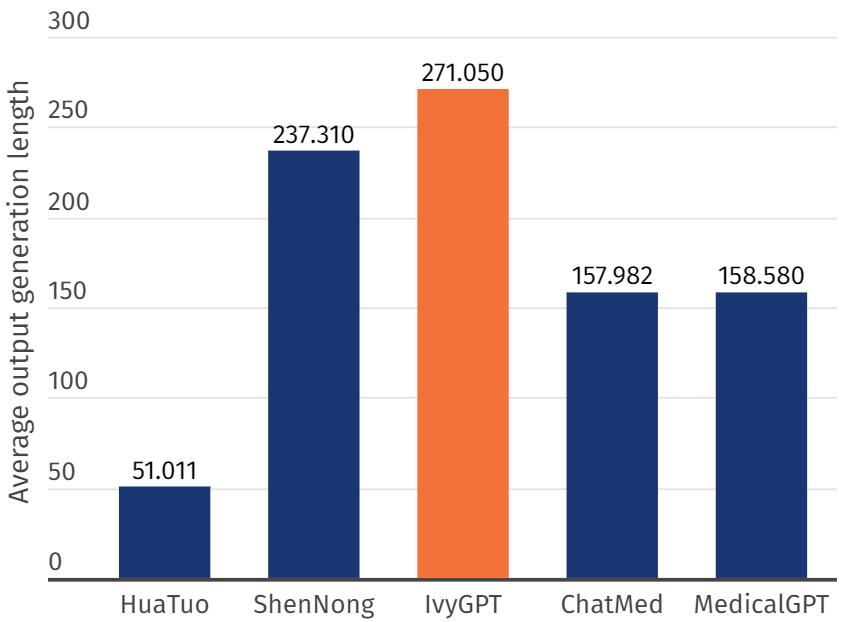 Average output generation length
300
250
200
150
100
50
0
51.011
237.310
271.050
157.982
158.580
HuaTuo
ShenNong
IvyGPT
ChatMed
MedicalGPT